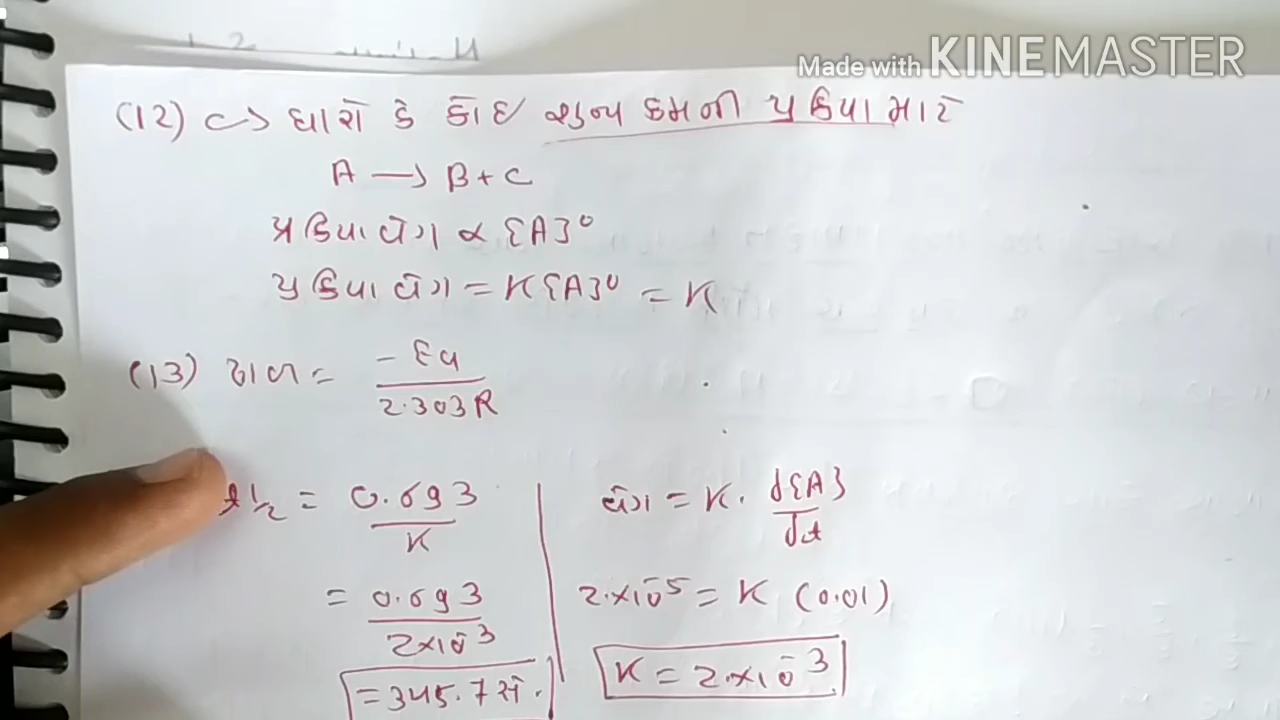 Made with KINEMASTER
(12) ધારો કે કોઇ શૂન્ય ક્રમની પ્રક્રિયા માટે
A → B + C
પ્રક્રિયા વેગ ∝ {A}⁰
પ્રક્રિયા વેગ = K{A}⁰ = K
(13) ઢાળ = -Ea / 2.303R
t1/2 = 0.693 / K
= 0.693 / 2×10⁻³
= 345.7 સે.
વેગ = K. d{A} / dt
2×10⁻⁵ = K (0.01)
K = 2×10⁻³